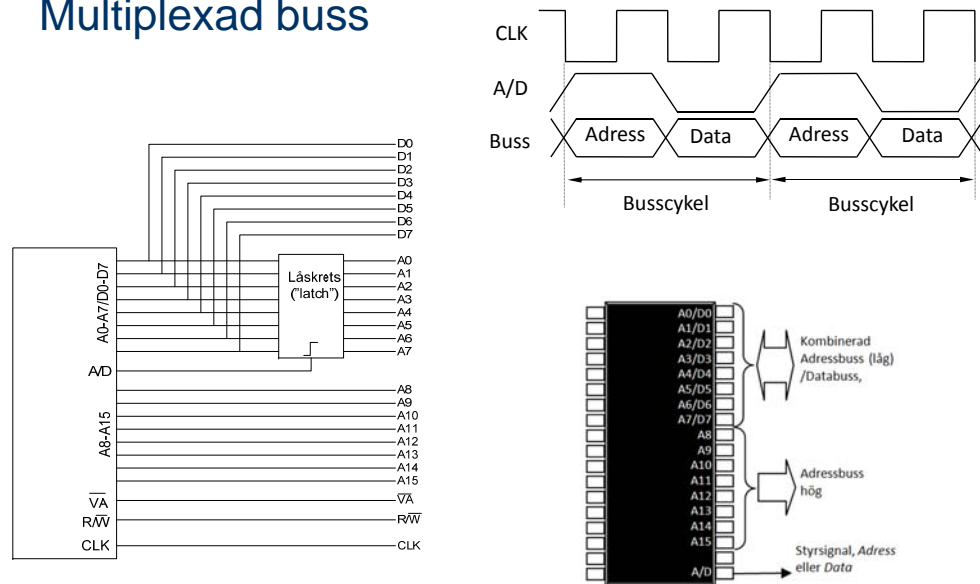 Multiplexad buss
CLK
A/D
Buss
Adress
Data
Adress
Data
Busscykel
Busscykel
D0
D1
D2
D3
D4
D5
D6
D7
A0-A7/D0-D7
Låskrets
("latch")
A0
A1
A2
A3
A4
A5
A6
A7
A/D
A8-A15
A8
A9
A10
A11
A12
A13
A14
A15
V̅A̅
V̅A̅
R/W̅
R/W̅
CLK
CLK
A0/D0
A1/D1
A2/D2
A3/D3
A4/D4
A5/D5
A6/D6
A7/D7
A8
A9
A10
A11
A12
A13
A14
A15
A/D
Kombinerad
Adressbuss (låg)
/Databuss,
Adressbuss
hög
Styrsignal, Adress
eller Data